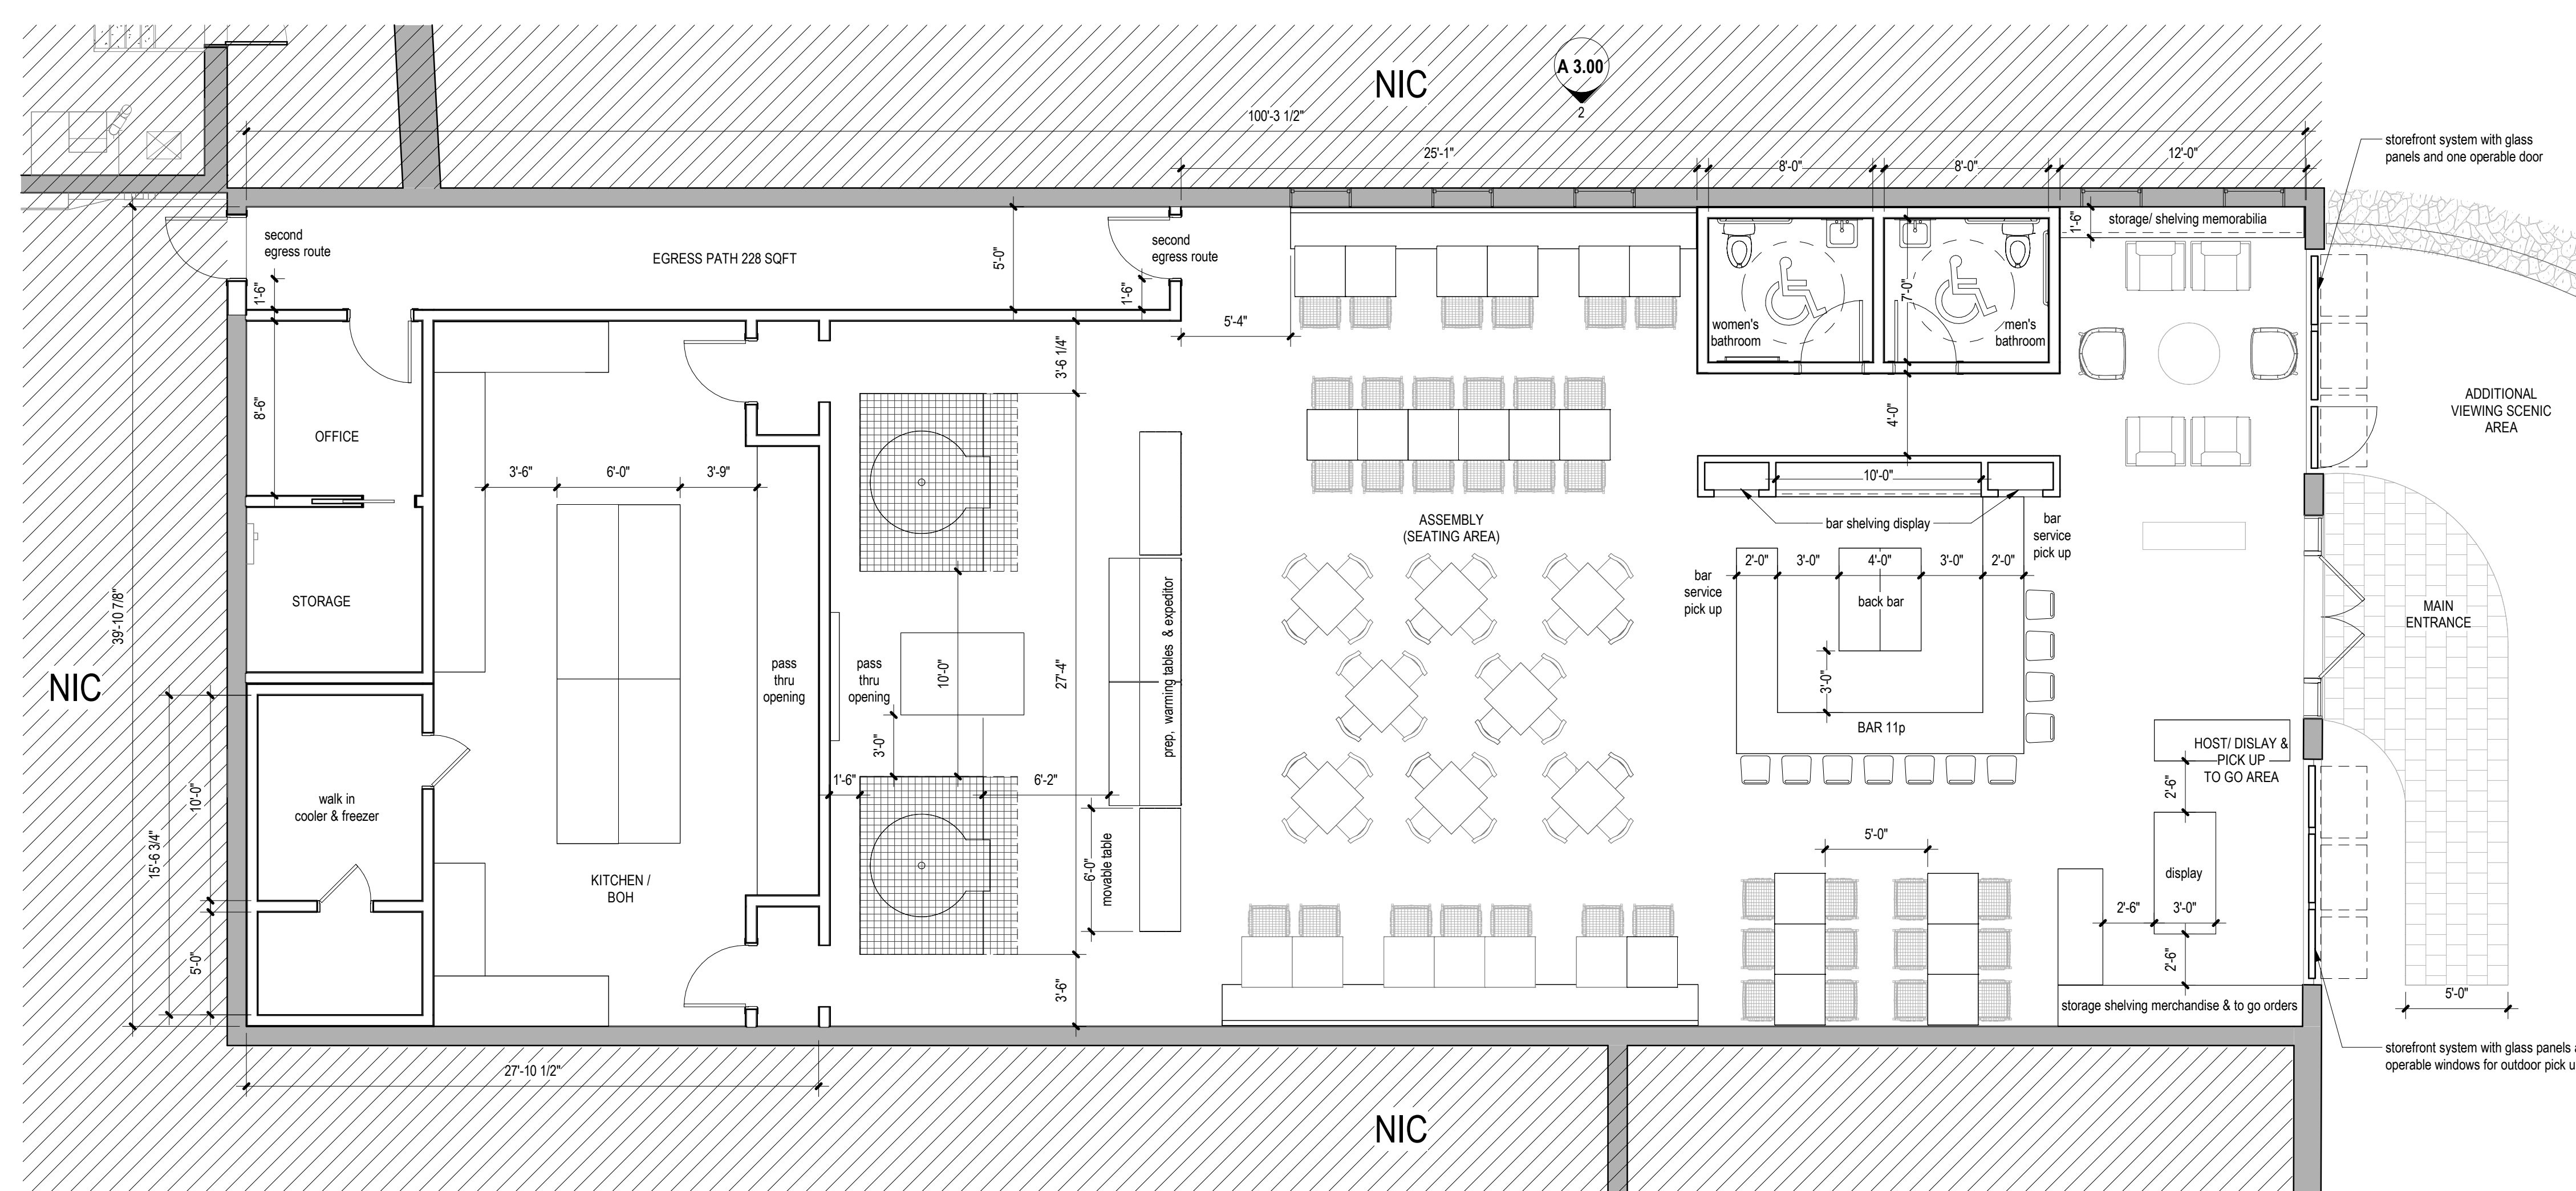 NIC
A 3.00
2
100'-3 1/2"
storefront system with glass
panels and one operable door
25'-1"
8'-0"
8'-0"
12'-0"
second
egress route
EGRESS PATH 228 SQFT
5'-0"
second
egress route
1'-6"
storage/ shelving memorabilia
1'-6"
1'-6"
7'-0"
5'-4"
women's
bathroom
men's
bathroom
3'-6 1/4"
8'-6"
OFFICE
ADDITIONAL
VIEWING SCENIC
AREA
4'-0"
3'-6"
6'-0"
3'-9"
10'-0"
ASSEMBLY
(SEATING AREA)
bar shelving display
bar
service
pick up
2'-0"
3'-0"
4'-0"
3'-0"
2'-0"
bar
service
pick up
back bar
STORAGE
39'-10 7/8"
MAIN
ENTRANCE
NIC
pass
thru
opening
pass
thru
opening
10'-0"
27'-4"
prep, warming tables & expeditor
3'-0"
BAR 11p
3'-0"
HOST/ DISLAY &
PICK UP
TO GO AREA
1'-6"
6'-2"
2'-6"
walk in
cooler & freezer
10'-0"
15'-6 3/4"
5'-0"
6'-0"
movable table
KITCHEN /
BOH
display
2'-6"
3'-0"
5'-0"
2'-6"
3'-6"
5'-0"
storage shelving merchandise & to go orders
storefront system with glass panels
operable windows for outdoor pick
27'-10 1/2"
NIC